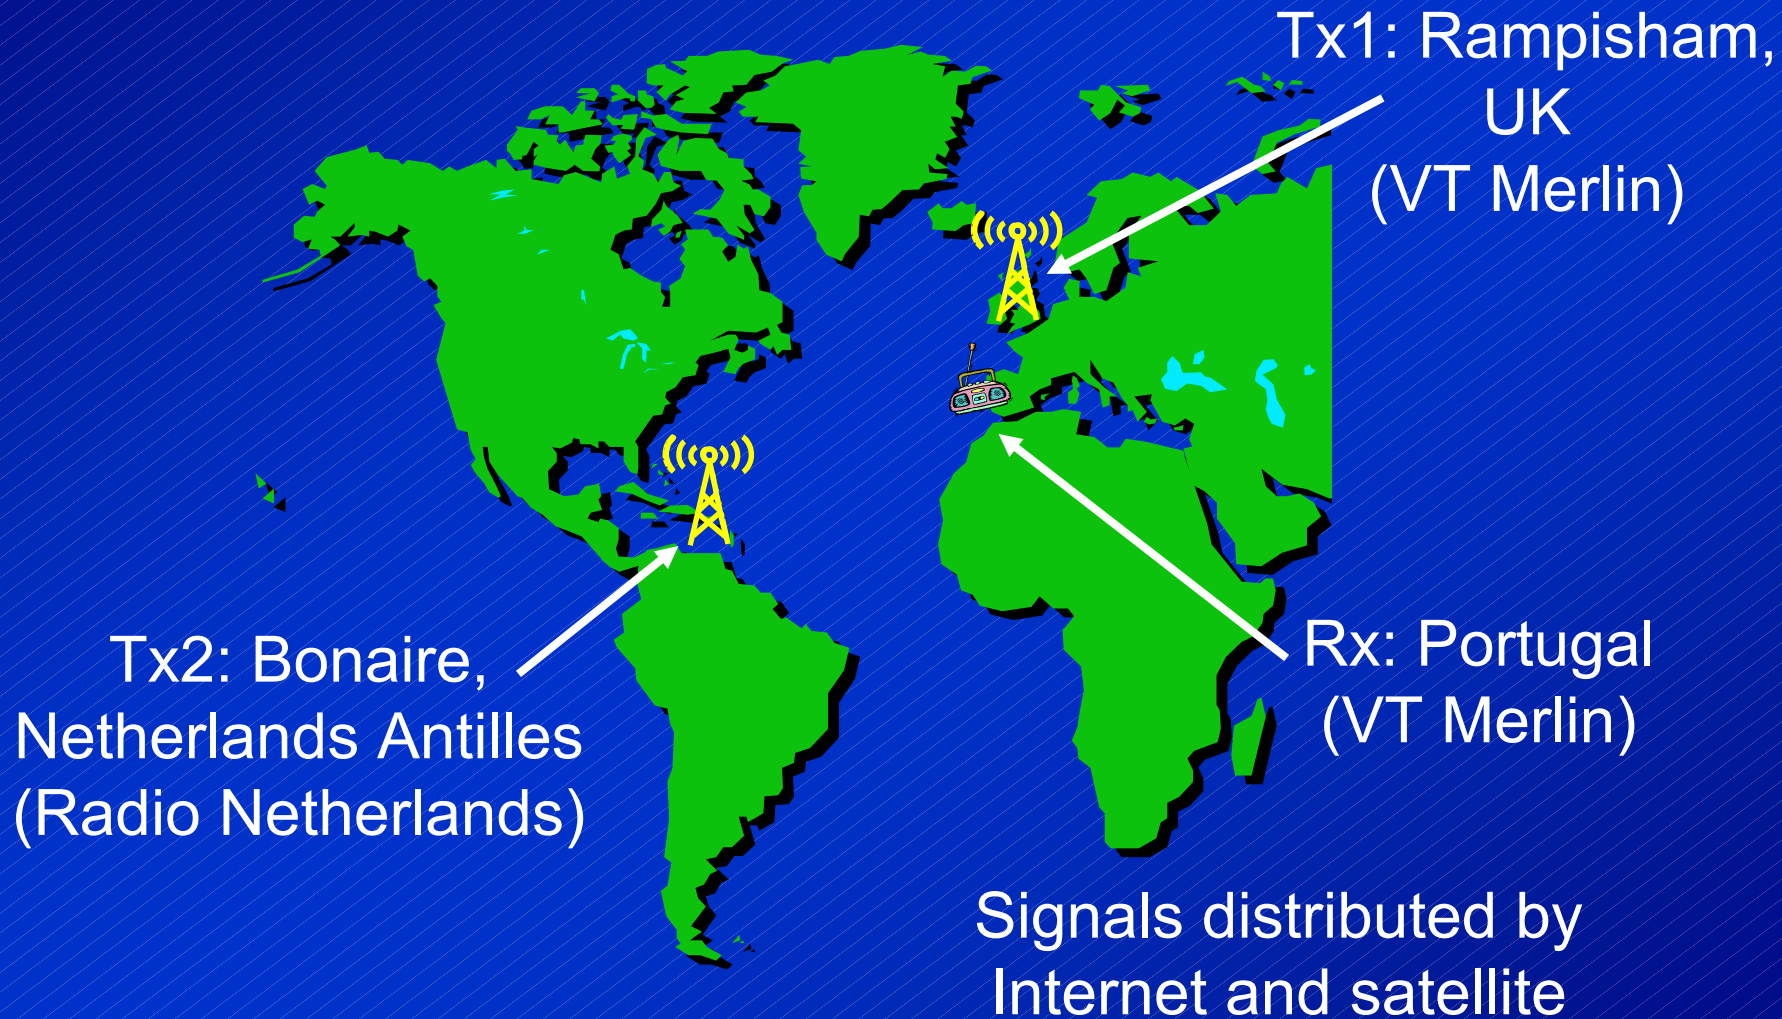 Tx1: Rampisham,
UK
(VT Merlin)
Tx2: Bonaire,
Netherlands Antilles
(Radio Netherlands)
Rx: Portugal
(VT Merlin)
Signals distributed by
Internet and satellite